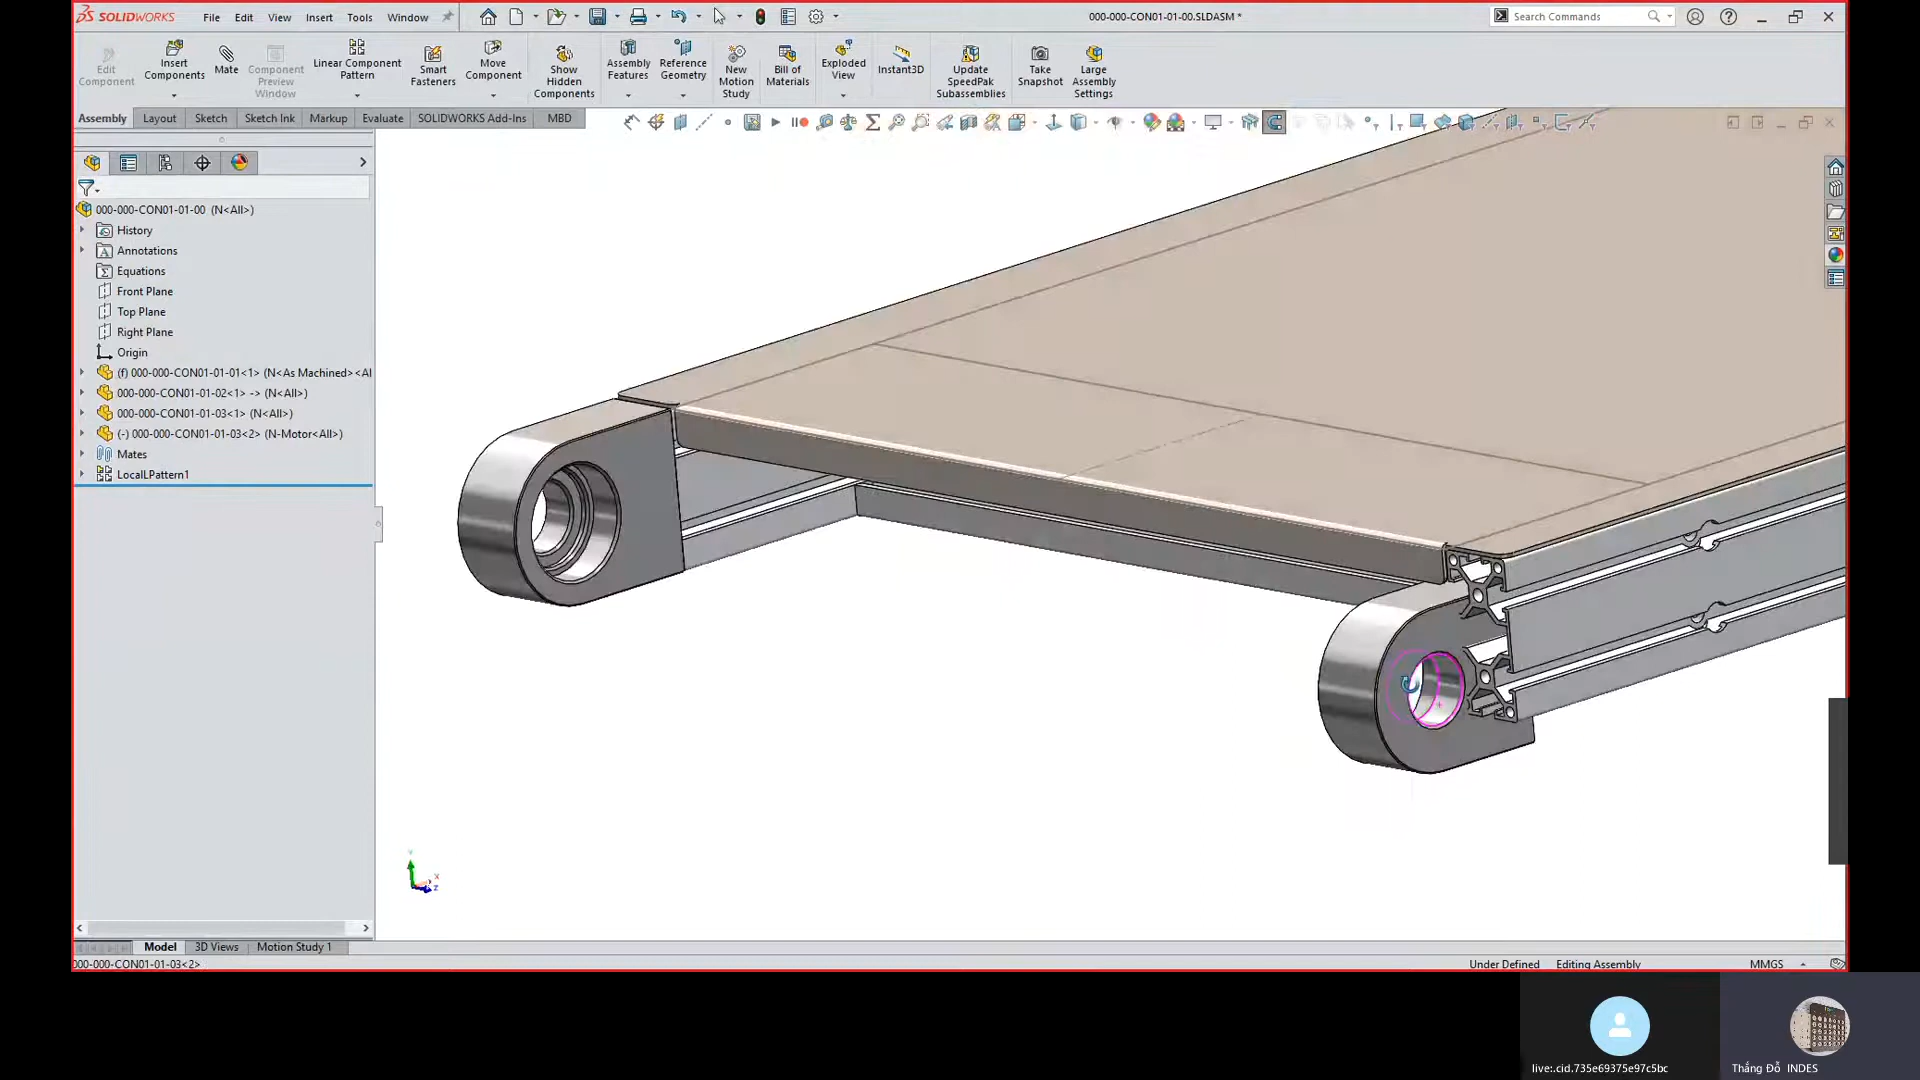 SOLIDWORKS
File Edit View Insert Tools Window
000-000-CON01-01-00.SLDASM *
Search Commands
Edit Component
Insert Components
Mate
Component Preview Window
Linear Component Pattern
Smart Fasteners
Move Component
Show Hidden Components
Assembly Features
Reference Geometry
New Motion Study
Bill of Materials
Exploded View
Instant3D
Update SpeedPak Subassemblies
Take Snapshot
Large Assembly Settings
Assembly Layout Sketch Sketch Ink Markup Evaluate SOLIDWORKS Add-Ins MBD
000-000-CON01-01-00 (N<All>)
History
Annotations
Equations
Front Plane
Top Plane
Right Plane
Origin
(f) 000-000-CON01-01-01<1> (N<As Machined><Al
000-000-CON01-01-02<1> -> (N<All>)
000-000-CON01-01-03<1> (N<All>)
(-) 000-000-CON01-01-03<2> (N-Motor<All>)
Mates
LocalLPattern1
Y
X
Z
Model 3D Views Motion Study 1
000-000-CON01-01-03<2>
Under Defined Editing Assembly MMGS
live:.cid.735e69375e97c5bc
Thắng Đỗ INDES